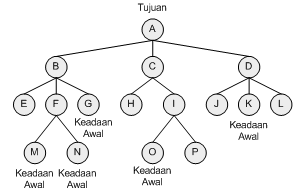 Tujuan
A
B C D
E F G H I J K L
Keadaan Awal
Keadaan Awal
M N O P
Keadaan Awal
Keadaan Awal
Keadaan Awal